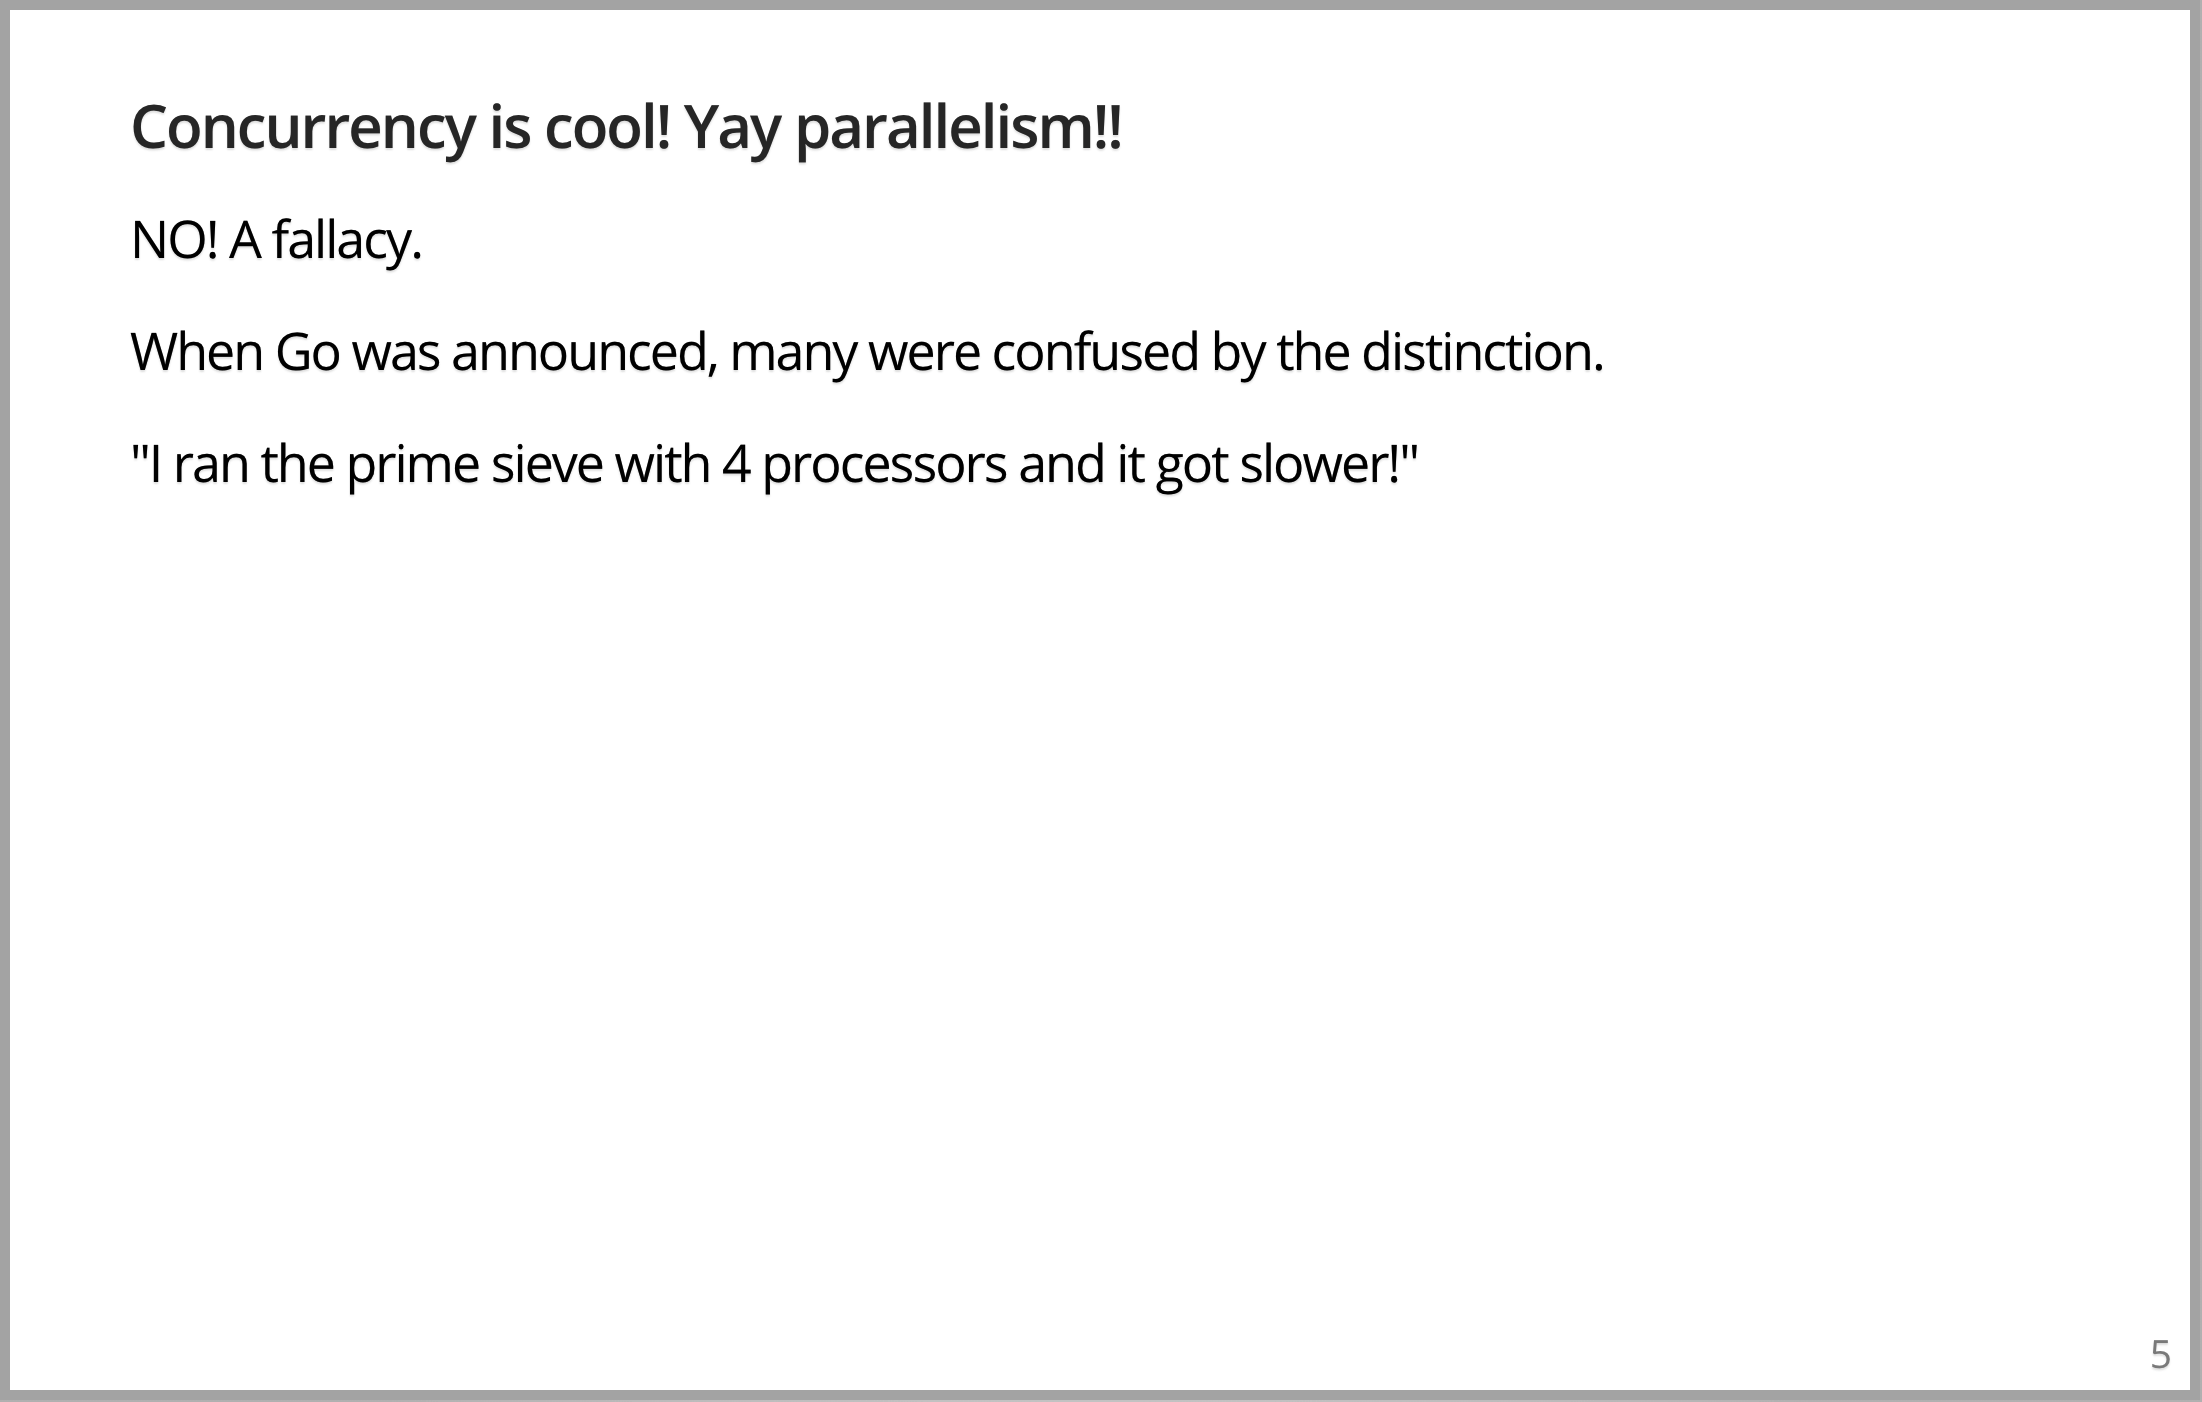 Concurrency is cool! Yay parallelism!!
NO! A fallacy.
When Go was announced, many were confused by the distinction.
"I ran the prime sieve with 4 processors and it got slower!"
5